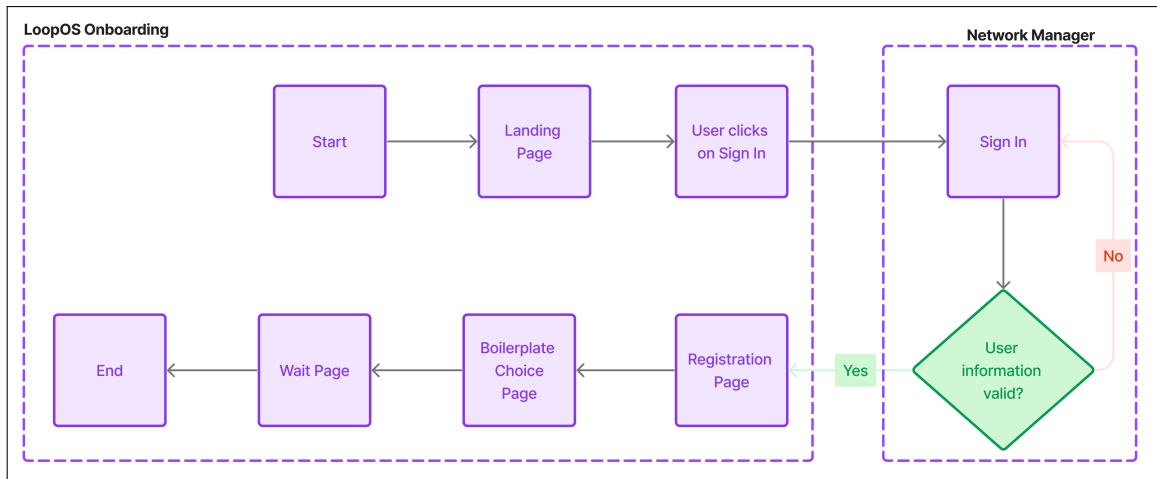 LoopOS Onboarding
Network Manager
Start
Landing
Page
User clicks
on Sign In
Sign In
No
End
Wait Page
Boilerplate
Choice
Page
Registration
Page
Yes
User
information
valid?